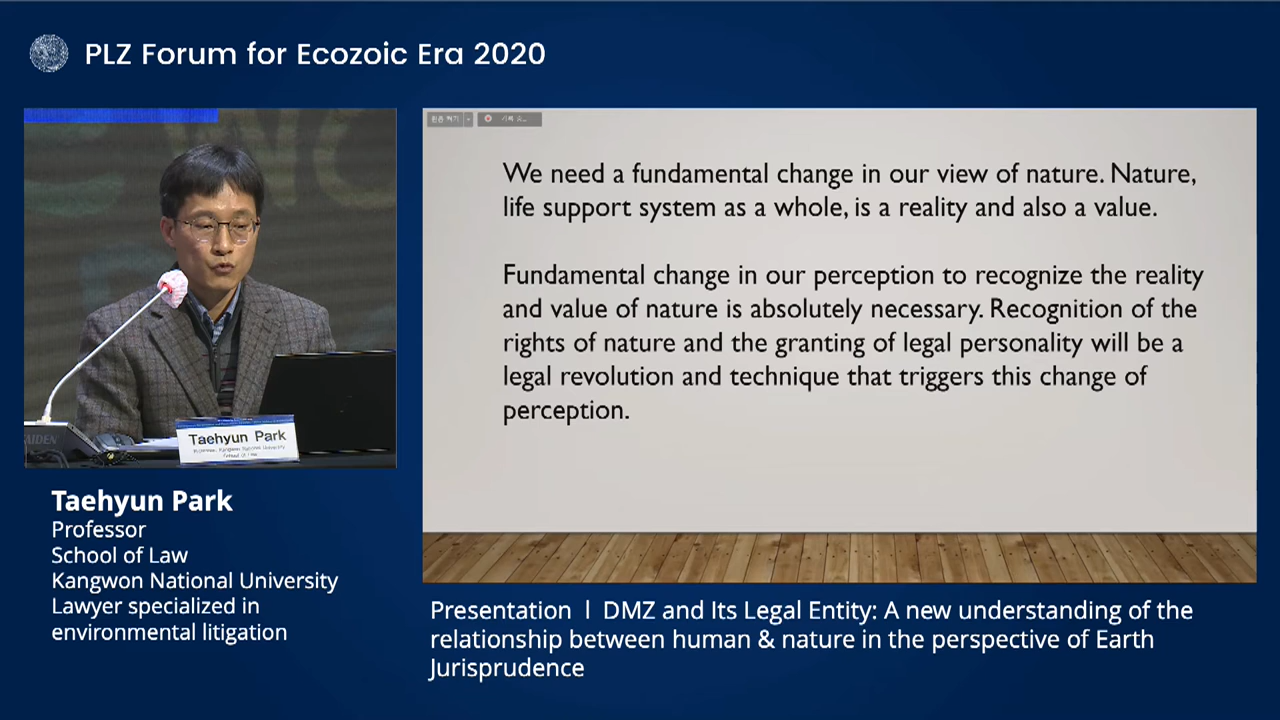 PLZ Forum for Ecozoic Era 2020
We need a fundamental change in our view of nature. Nature,
life support system as a whole, is a reality and also a value.
Fundamental change in our perception to recognize the reality
and value of nature is absolutely necessary. Recognition of the
rights of nature and the granting of legal personality will be a
legal revolution and technique that triggers this change of
perception.
Taehyun Park
Taehyun Park
Professor
School of Law
Kangwon National University
Lawyer specialized in
environmental litigation
Presentation | DMZ and Its Legal Entity: A new understanding of the
relationship between human & nature in the perspective of Earth
Jurisprudence